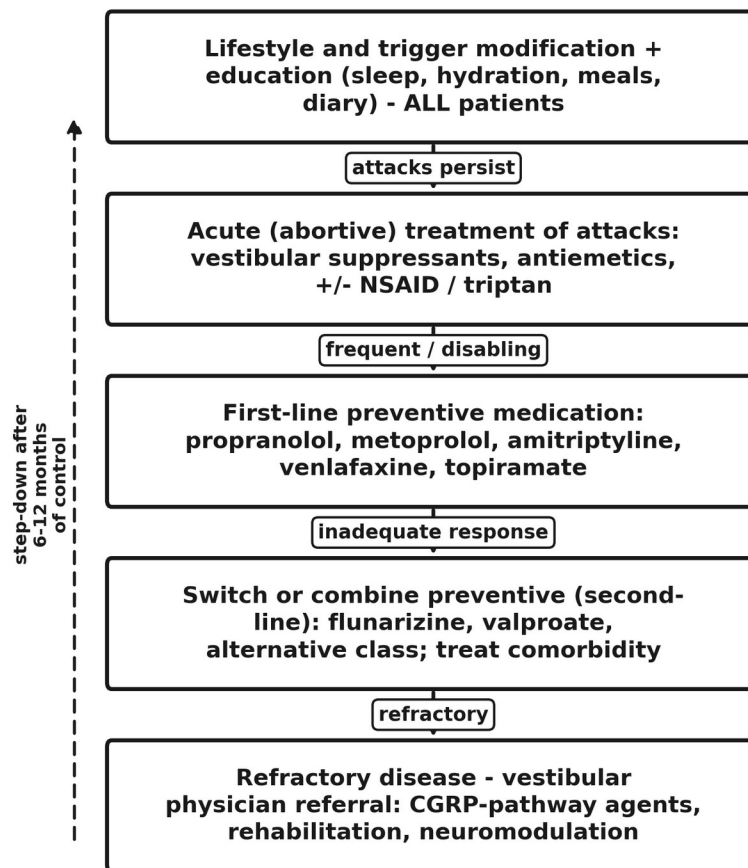 Lifestyle and trigger modification +
education (sleep, hydration, meals,
diary) - ALL patients
attacks persist
Acute (abortive) treatment of attacks:
vestibular suppressants, antiemetics,
+/- NSAID / triptan
frequent / disabling
First-line preventive medication:
propranolol, metoprolol, amitriptyline,
venlafaxine, topiramate
inadequate response
Switch or combine preventive (second-
line): flunarizine, valproate,
alternative class; treat comorbidity
refractory
Refractory disease - vestibular
physician referral: CGRP-pathway agents,
rehabilitation, neuromodulation
step-down after
6-12 months
of control